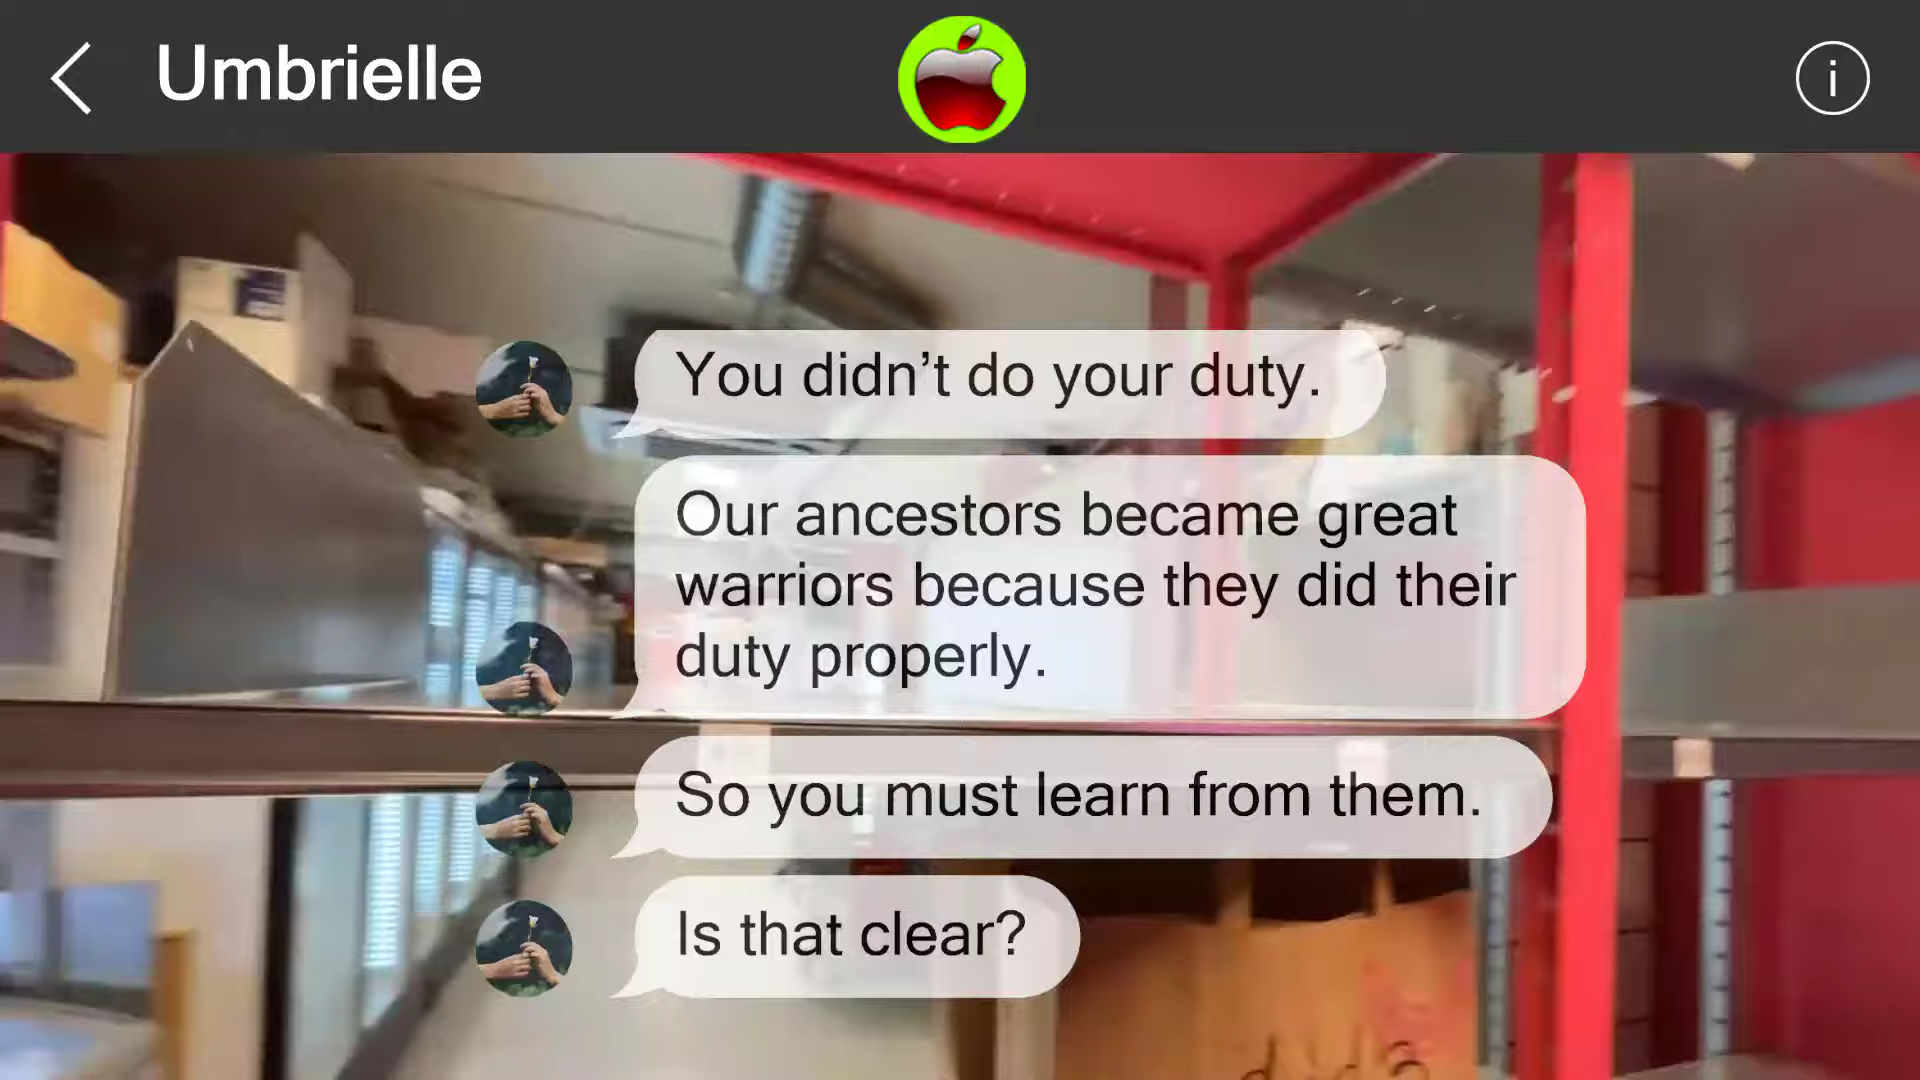 Umbrielle
i
You didn’t do your duty.
Our ancestors became great
warriors because they did their
duty properly.
So you must learn from them.
Is that clear?